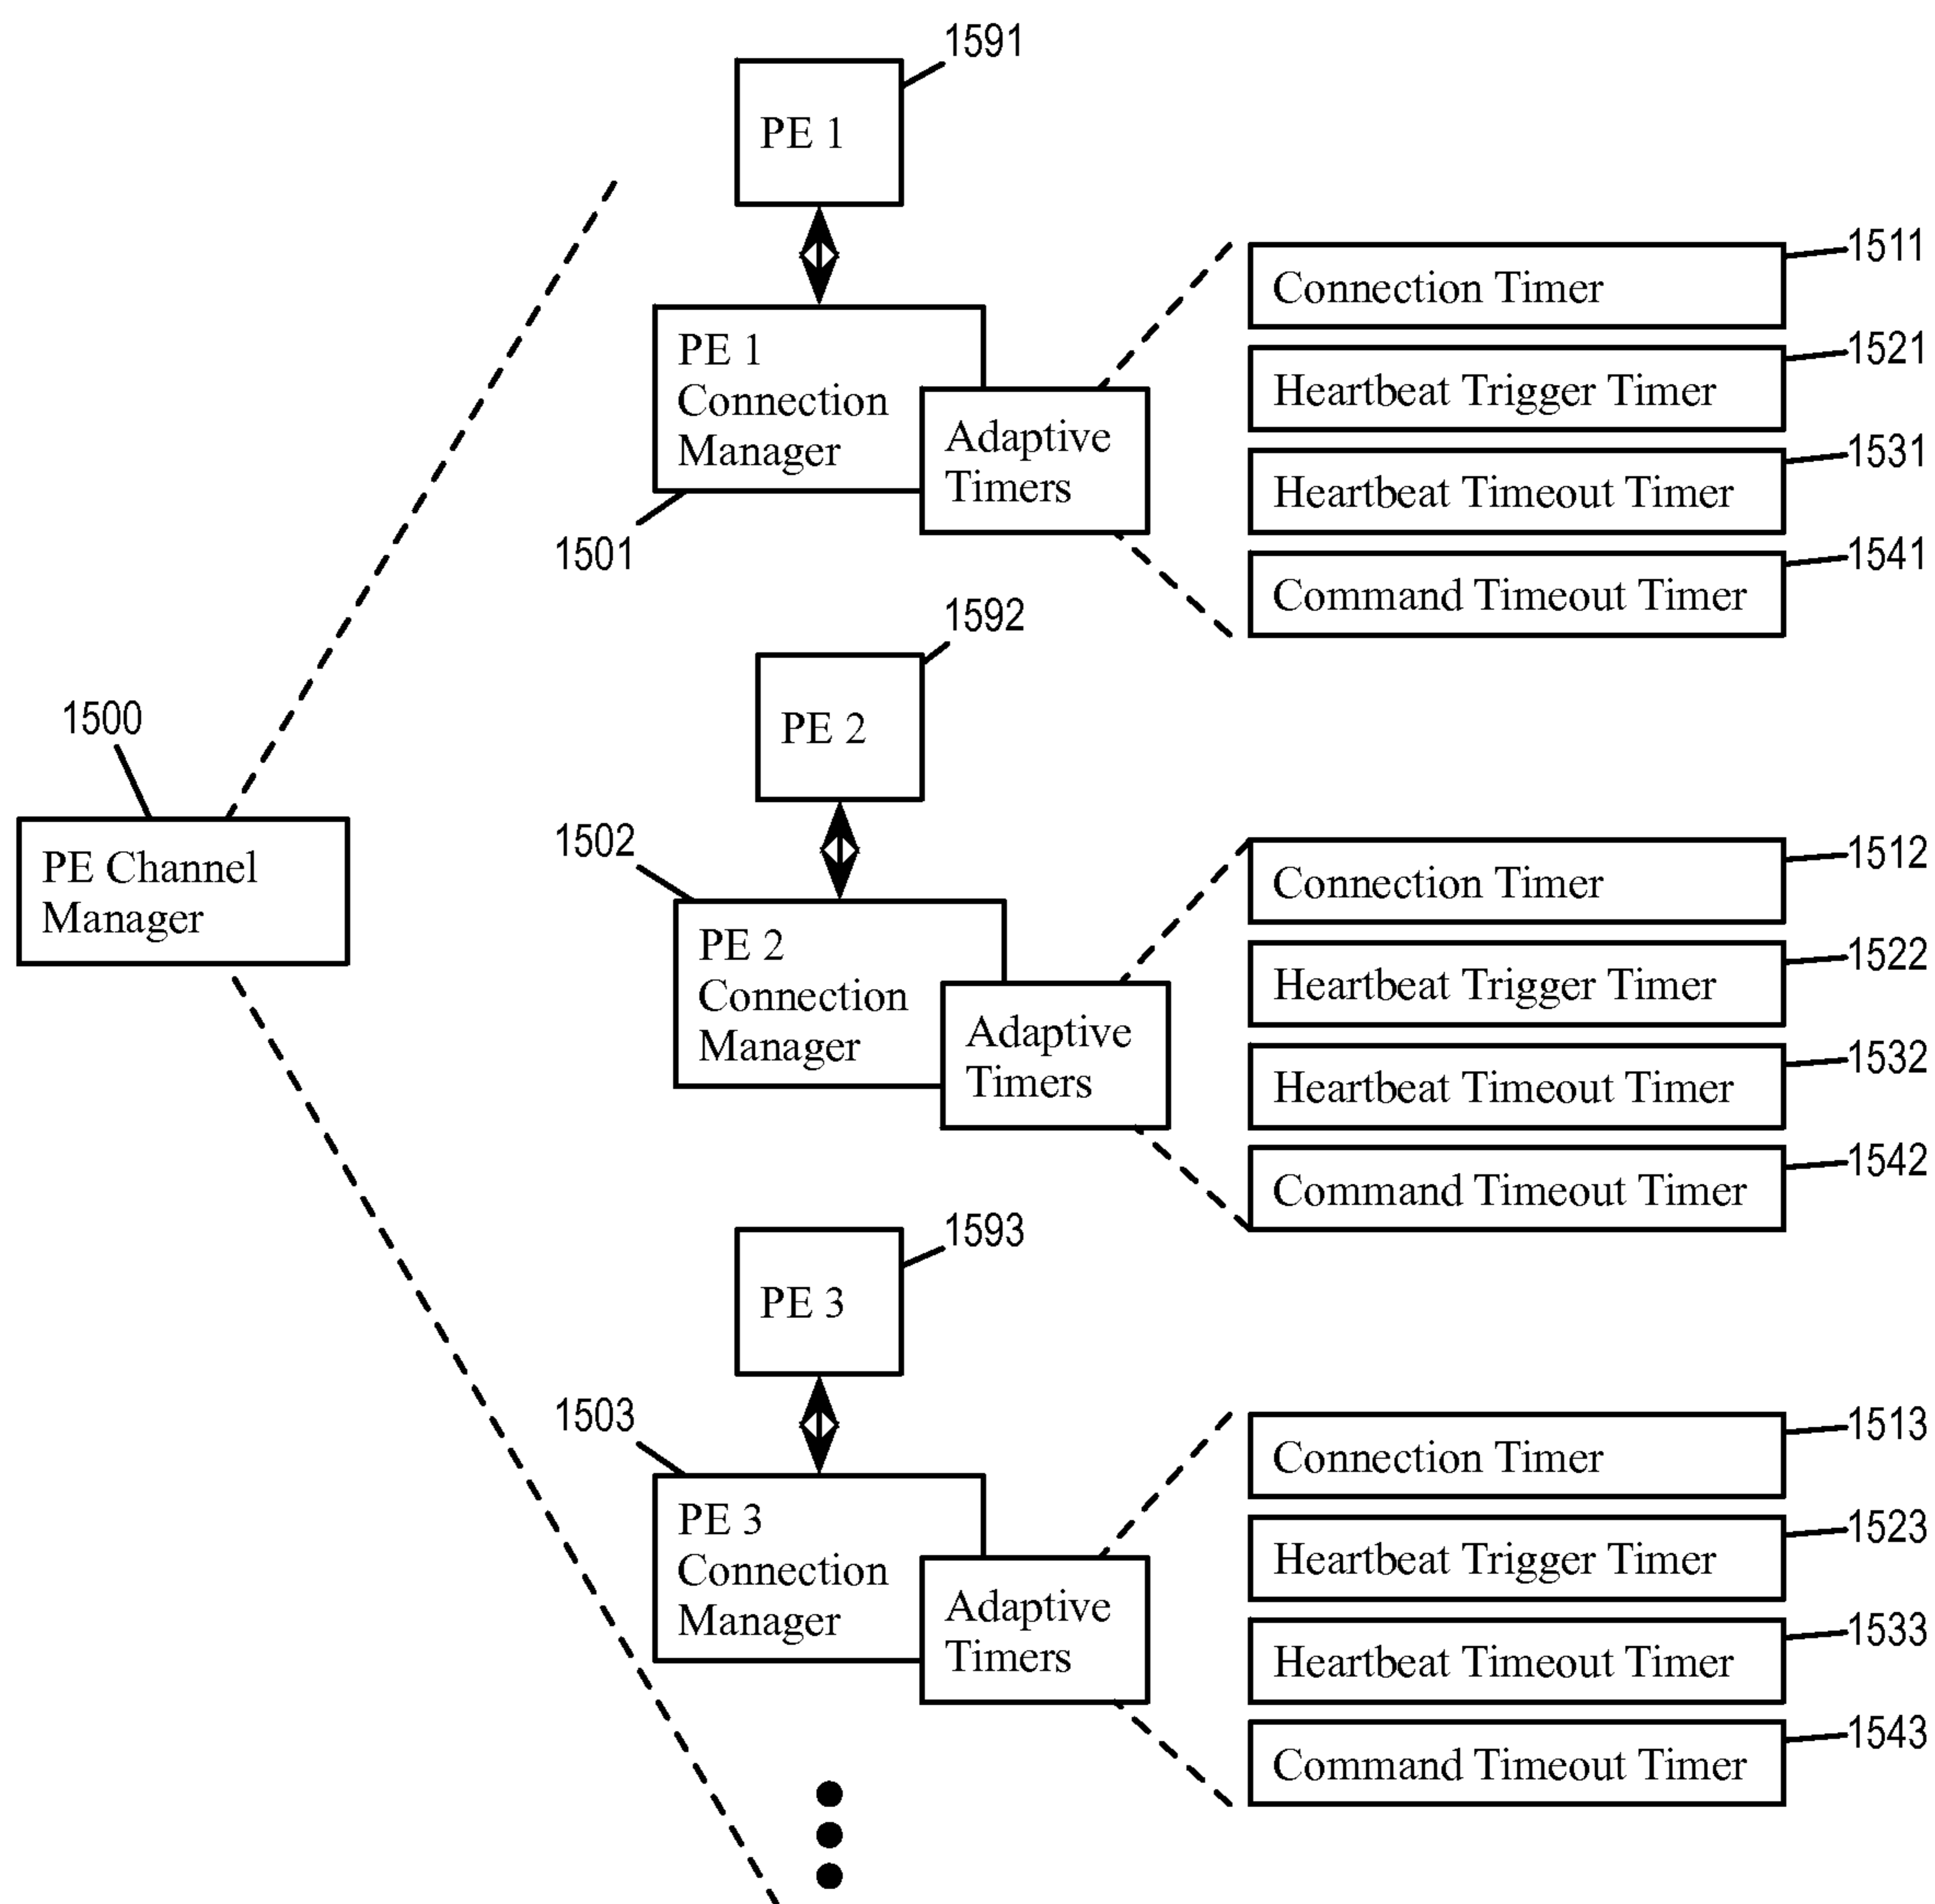 1591
PE 1
1511
Connection Timer
1521
PE 1
Connection
Manager
Heartbeat Trigger Timer
Adaptive
Timers
1531
Heartbeat Timeout Timer
1501
1541
Command Timeout Timer
1592
PE 2
1500
PE Channel
Manager
1502
1512
Connection Timer
PE 2
Connection
Manager
1522
Heartbeat Trigger Timer
Adaptive
Timers
1532
Heartbeat Timeout Timer
1542
Command Timeout Timer
1593
PE 3
1503
1513
Connection Timer
PE 3
Connection
Manager
1523
Heartbeat Trigger Timer
Adaptive
Timers
1533
Heartbeat Timeout Timer
1543
Command Timeout Timer